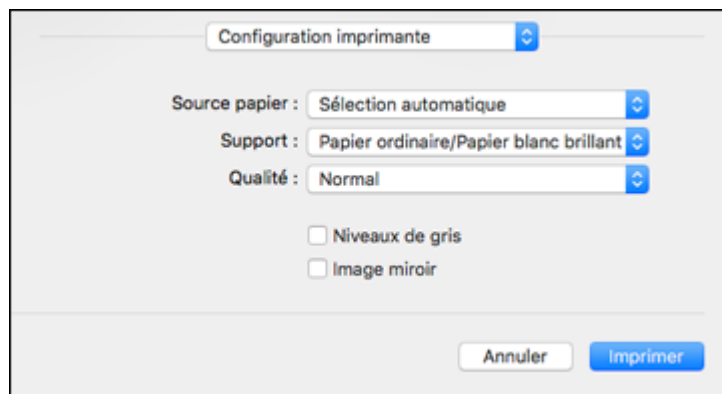 Configuration imprimante
Source papier : Sélection automatique
Support : Papier ordinaire/Papier blanc brillant
Qualité : Normal
Niveaux de gris
Image miroir
Annuler Imprimer